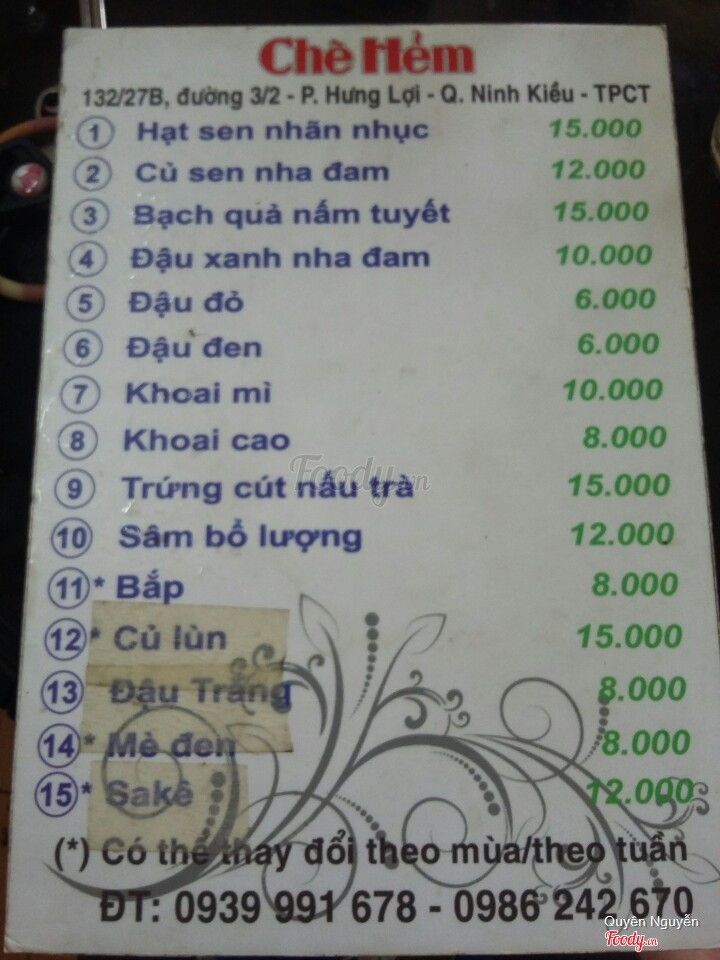 Chè Hẻm
132/27B, đường 3/2 - P. Hưng Lợi - Q. Ninh Kiều - TPCT
1 Hạt sen nhãn nhục 15.000
2 Củ sen nha đam 12.000
3 Bạch quả nấm tuyết 15.000
4 Đậu xanh nha đam 10.000
5 Đậu đỏ 6.000
6 Đậu đen 6.000
7 Khoai mì 10.000
8 Khoai cao 8.000
Foody.vn
9 Trứng cút nấu trà 15.000
10 Sâm bổ lượng 12.000
11 * Bắp 8.000
12 * Củ lùn 15.000
13 Đậu Trắng 8.000
14 * Mè đen 8.000
15 * Sakê 12.000
(*) Có thể thay đổi theo mùa/theo tuần
ĐT: 0939 991 678 - 0986 242 670
Quyên Nguyễn
Foody.vn